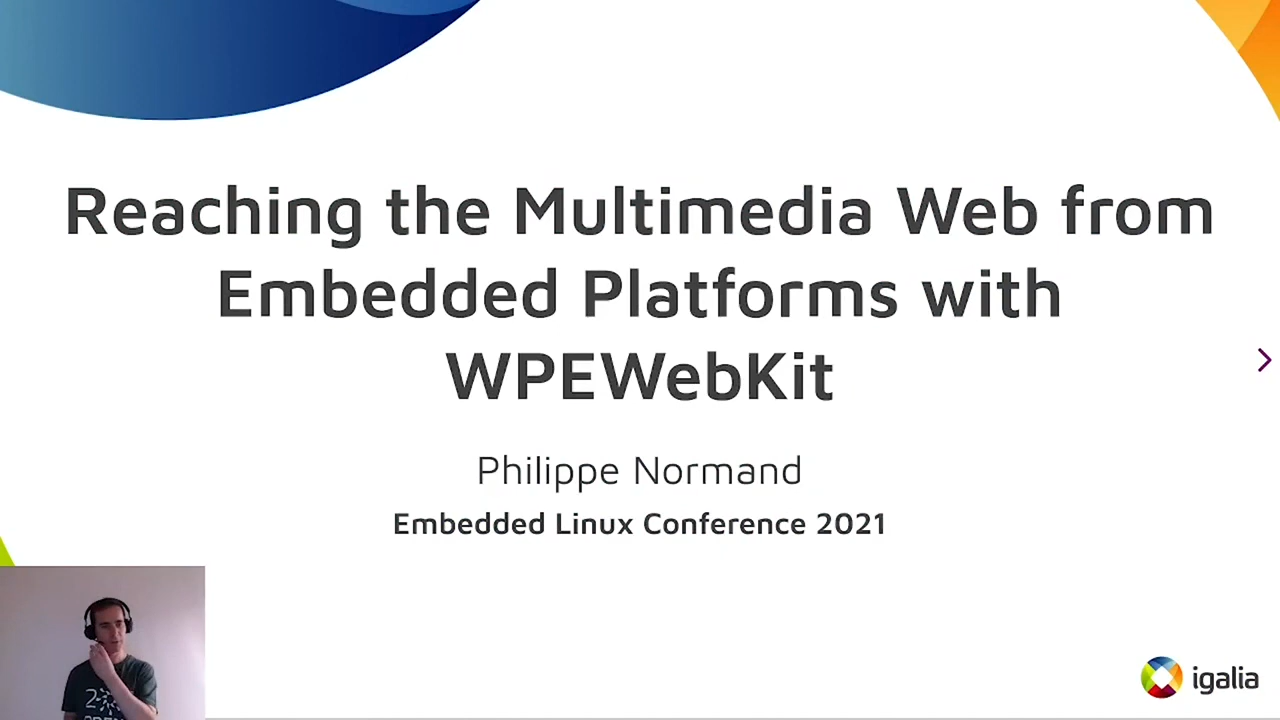 Reaching the Multimedia Web from
Embedded Platforms with
WPEWebKit
Philippe Normand
Embedded Linux Conference 2021
igalia